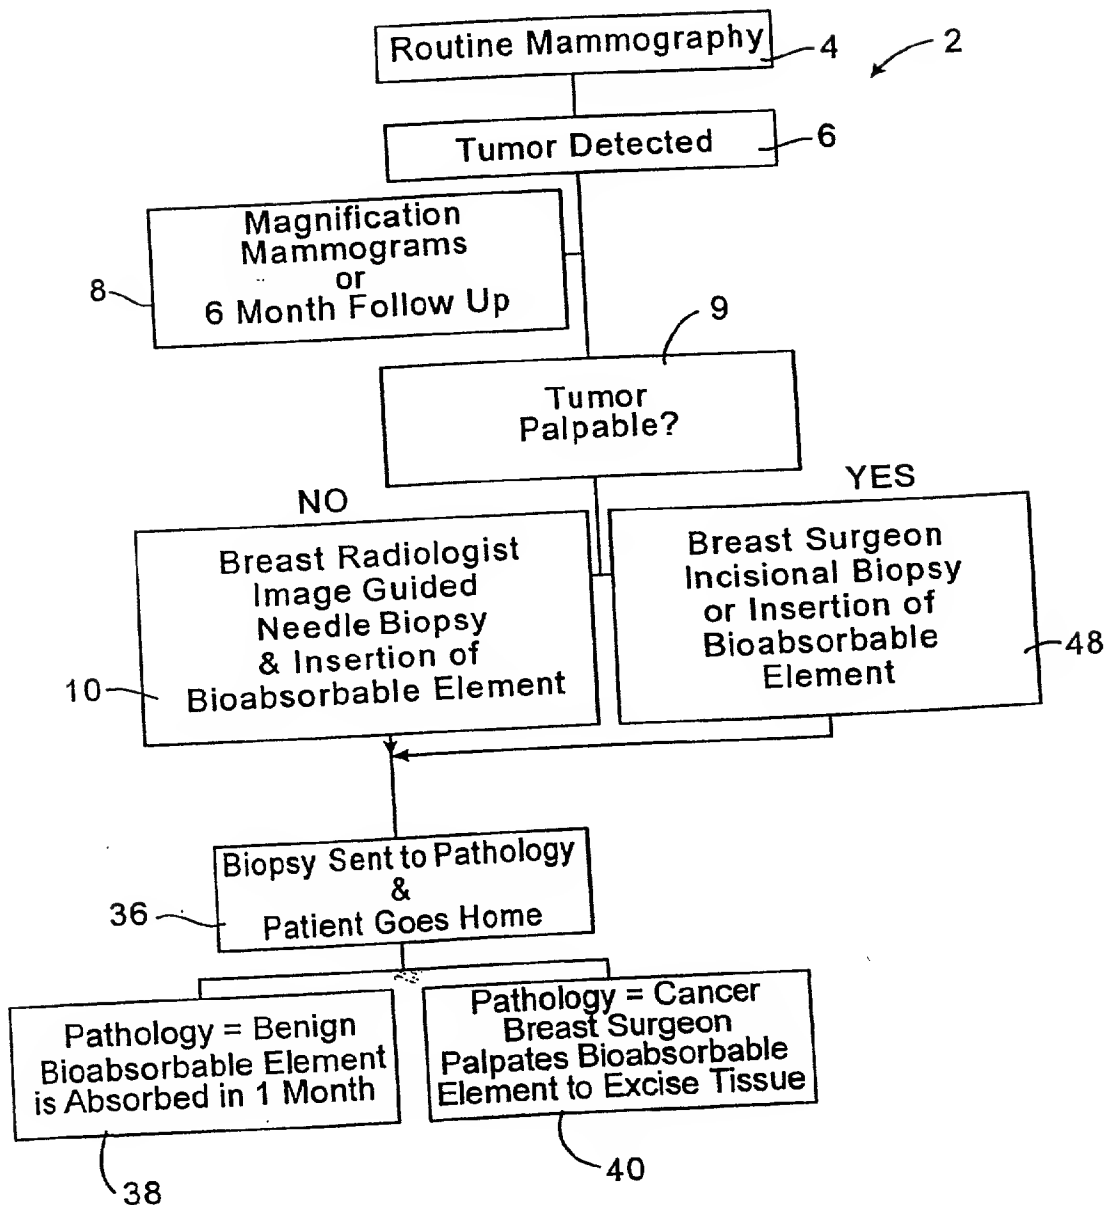 Routine Mammography
4
2
Tumor Detected
6
Magnification
Mammograms
or
6 Month Follow Up
8
9
Tumor
Palpable?
NO
YES
Breast Radiologist
Image Guided
Needle Biopsy
& Insertion of
Bioabsorbable Element
10
Breast Surgeon
Incisional Biopsy
or Insertion of
Bioabsorbable
Element
48
Biopsy Sent to Pathology
&
Patient Goes Home
36
Pathology = Benign
Bioabsorbable Element
is Absorbed in 1 Month
38
Pathology = Cancer
Breast Surgeon
Palpates Bioabsorbable
Element to Excise Tissue
40